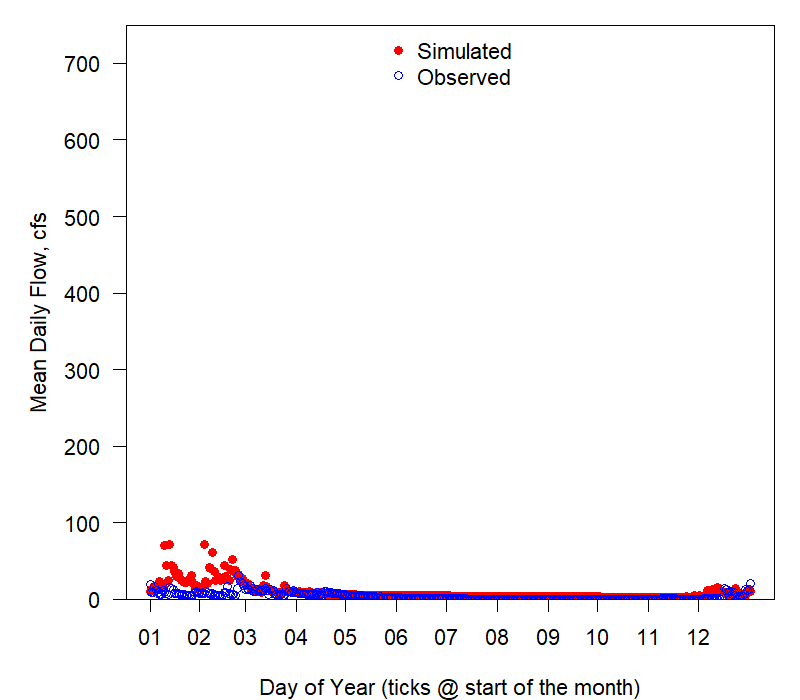 Simulated
Observed
700
600
500
400
300
200
100
0
Mean Daily Flow, cfs
01 02 03 04 05 06 07 08 09 10 11 12
Day of Year (ticks @ start of the month)